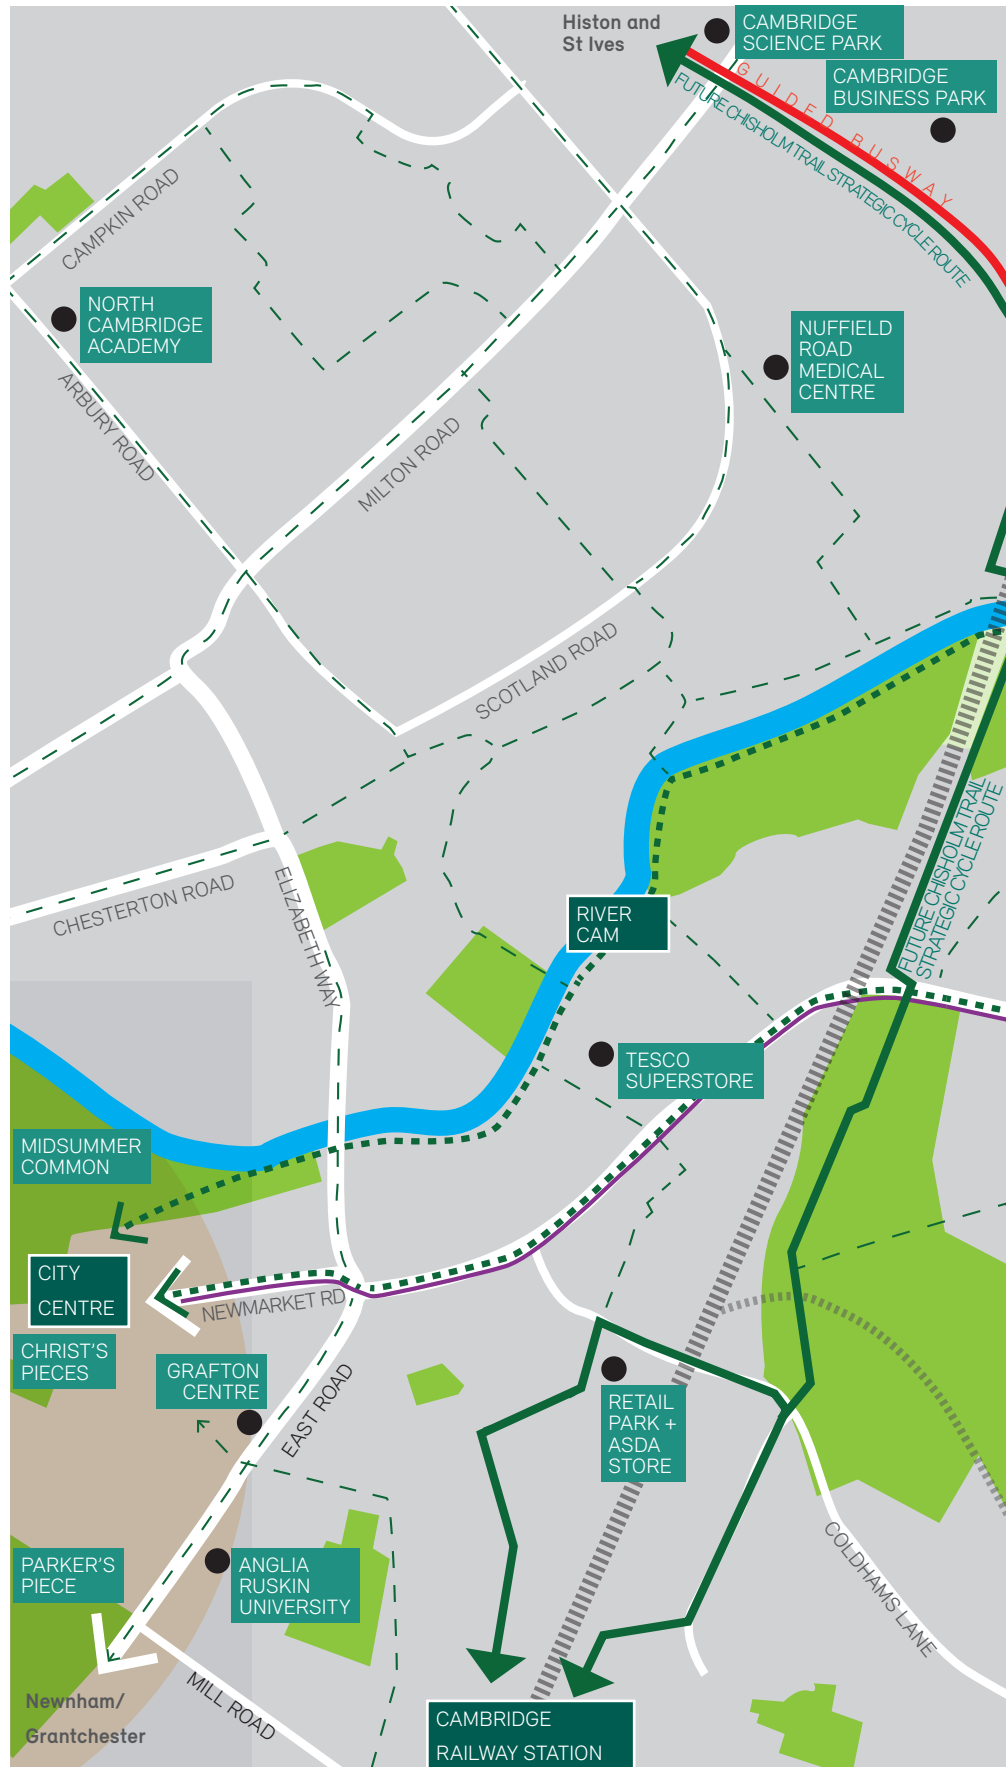 Histon and
St Ives
CAMBRIDGE
SCIENCE PARK
CAMBRIDGE
BUSINESS PARK
GUIDED BUSWAY
FUTURE CHISHOLM TRAIL STRATEGIC CYCLE ROUTE
CAMPKIN ROAD
NORTH
CAMBRIDGE
ACADEMY
NUFFIELD
ROAD
MEDICAL
CENTRE
ARBURY ROAD
MILTON ROAD
SCOTLAND ROAD
FUTURE CHISHOLM TRAIL
STRATEGIC CYCLE ROUTE
CHESTERTON ROAD
ELIZABETH WAY
RIVER
CAM
TESCO
SUPERSTORE
MIDSUMMER
COMMON
CITY
CENTRE
NEWMARKET RD
CHRIST'S
PIECES
GRAFTON
CENTRE
EAST ROAD
RETAIL
PARK +
ASDA
STORE
COLDHAMS LANE
PARKER'S
PIECE
ANGLIA
RUSKIN
UNIVERSITY
MILL ROAD
Newnham/
Grantchester
CAMBRIDGE
RAILWAY STATION